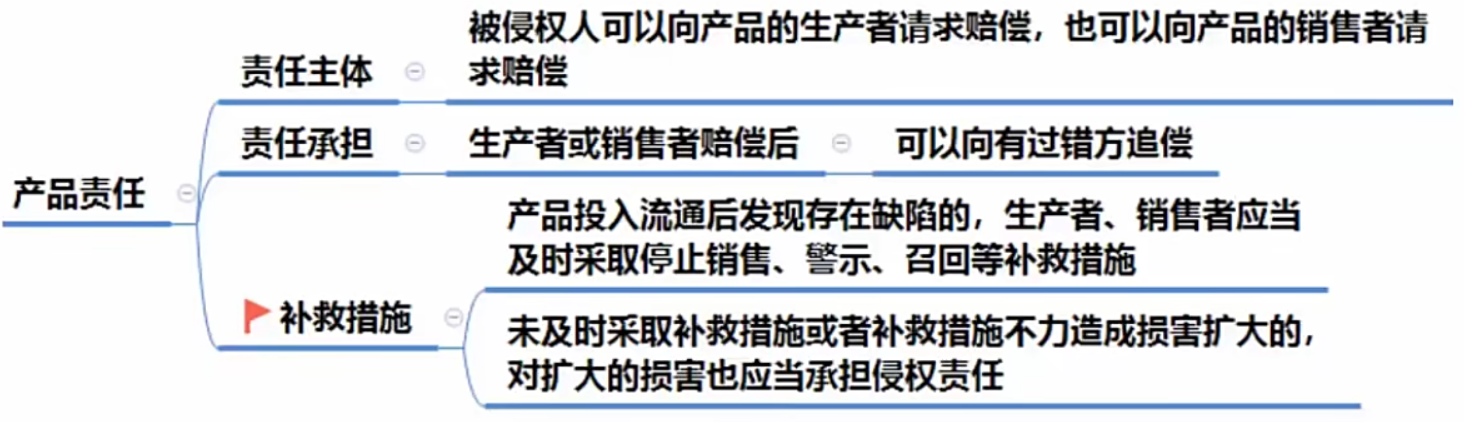 产品责任
责任主体
被侵权人可以向产品的生产者请求赔偿，也可以向产品的销售者请
求赔偿
责任承担
生产者或销售者赔偿后
可以向有过错方追偿
补救措施
产品投入流通后发现存在缺陷的，生产者、销售者应当
及时采取停止销售、警示、召回等补救措施
未及时采取补救措施或者补救措施不力造成损害扩大的，
对扩大的损害也应当承担侵权责任